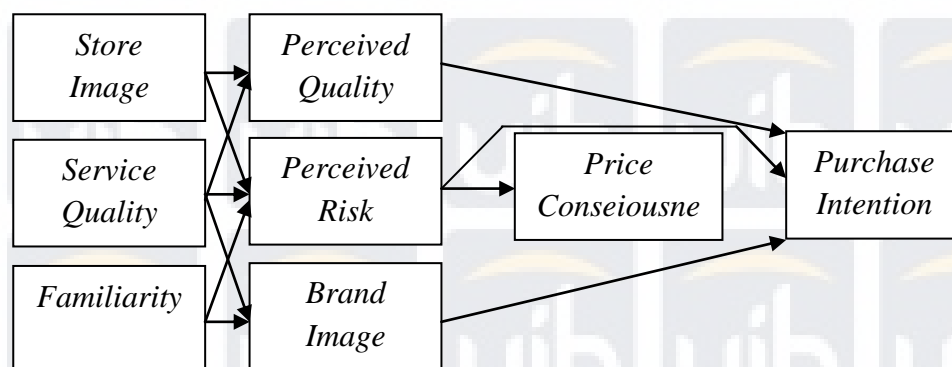 Store
Image
Perceived
Quality
Service
Quality
Perceived
Risk
Price
Conseiousne
Purchase
Intention
Familiarity
Brand
Image